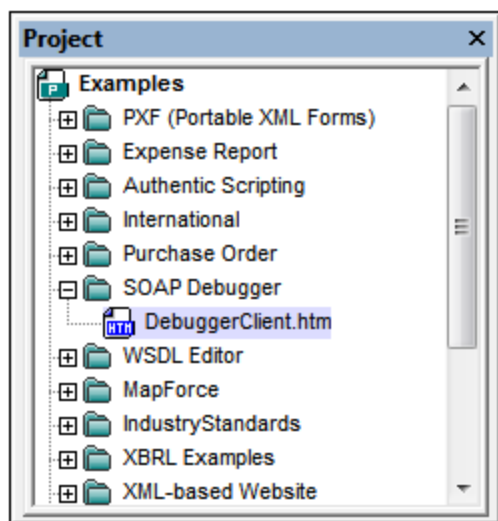 Project
Examples
PXF (Portable XML Forms)
Expense Report
Authentic Scripting
International
Purchase Order
SOAP Debugger
DebuggerClient.htm
WSDL Editor
MapForce
IndustryStandards
XBRL Examples
XML-based Website